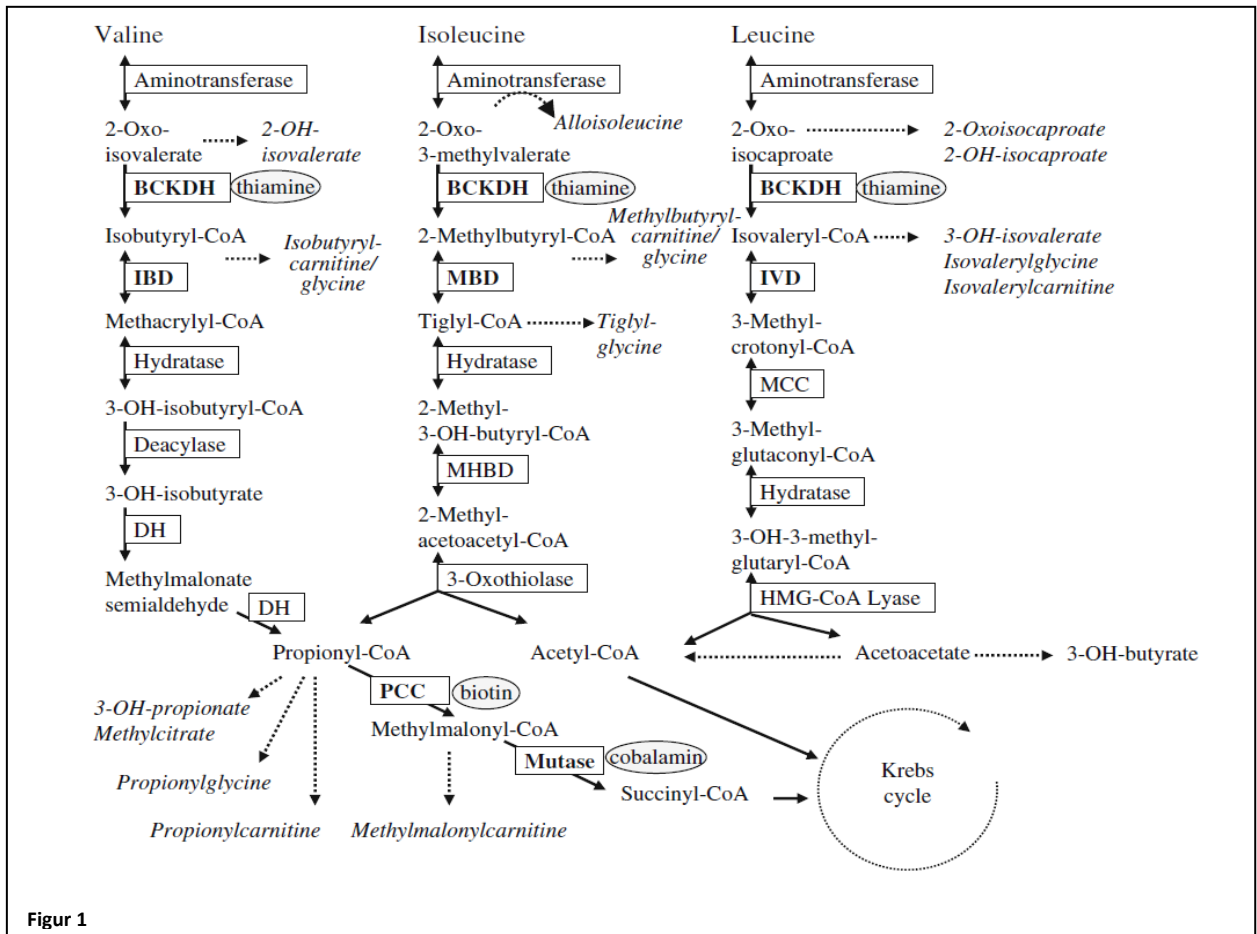 Valine
Isoleucine
Leucine
Aminotransferase
Aminotransferase
Aminotransferase
2-Oxo-
isovalerate
2-OH-
isovalerate
2-Oxo-
3-methylvalerate
Alloisoleucine
2-Oxo-
isocaproate
2-Oxoisocaproate
2-OH-isocaproate
BCKDH
thiamine
BCKDH
thiamine
BCKDH
thiamine
Isobutyryl-CoA
Isobutyryl-
carnitine/
glycine
2-Methylbutyryl-CoA
Methylbutyryl-
carnitine/
glycine
Isovaleryl-CoA
3-OH-isovalerate
Isovalerylglycine
Isovalerylcarnitine
IBD
MBD
IVD
Methacrylyl-CoA
Tiglyl-CoA
Tiglyl-
glycine
3-Methyl-
crotonyl-CoA
Hydratase
Hydratase
MCC
3-OH-isobutyryl-CoA
2-Methyl-
3-OH-butyryl-CoA
3-Methyl-
glutaconyl-CoA
Deacylase
MHBD
Hydratase
3-OH-isobutyrate
2-Methyl-
acetoacetyl-CoA
3-OH-3-methyl-
glutaryl-CoA
DH
3-Oxothiolase
HMG-CoA Lyase
Methylmalonate
semialdehyde
DH
Propionyl-CoA
Acetyl-CoA
Acetoacetate
3-OH-butyrate
PCC
biotin
3-OH-propionate
Methylcitrate
Methylmalonyl-CoA
Mutase
cobalamin
Krebs
cycle
Propionylglycine
Succinyl-CoA
Propionylcarnitine
Methylmalonylcarnitine
Figur 1